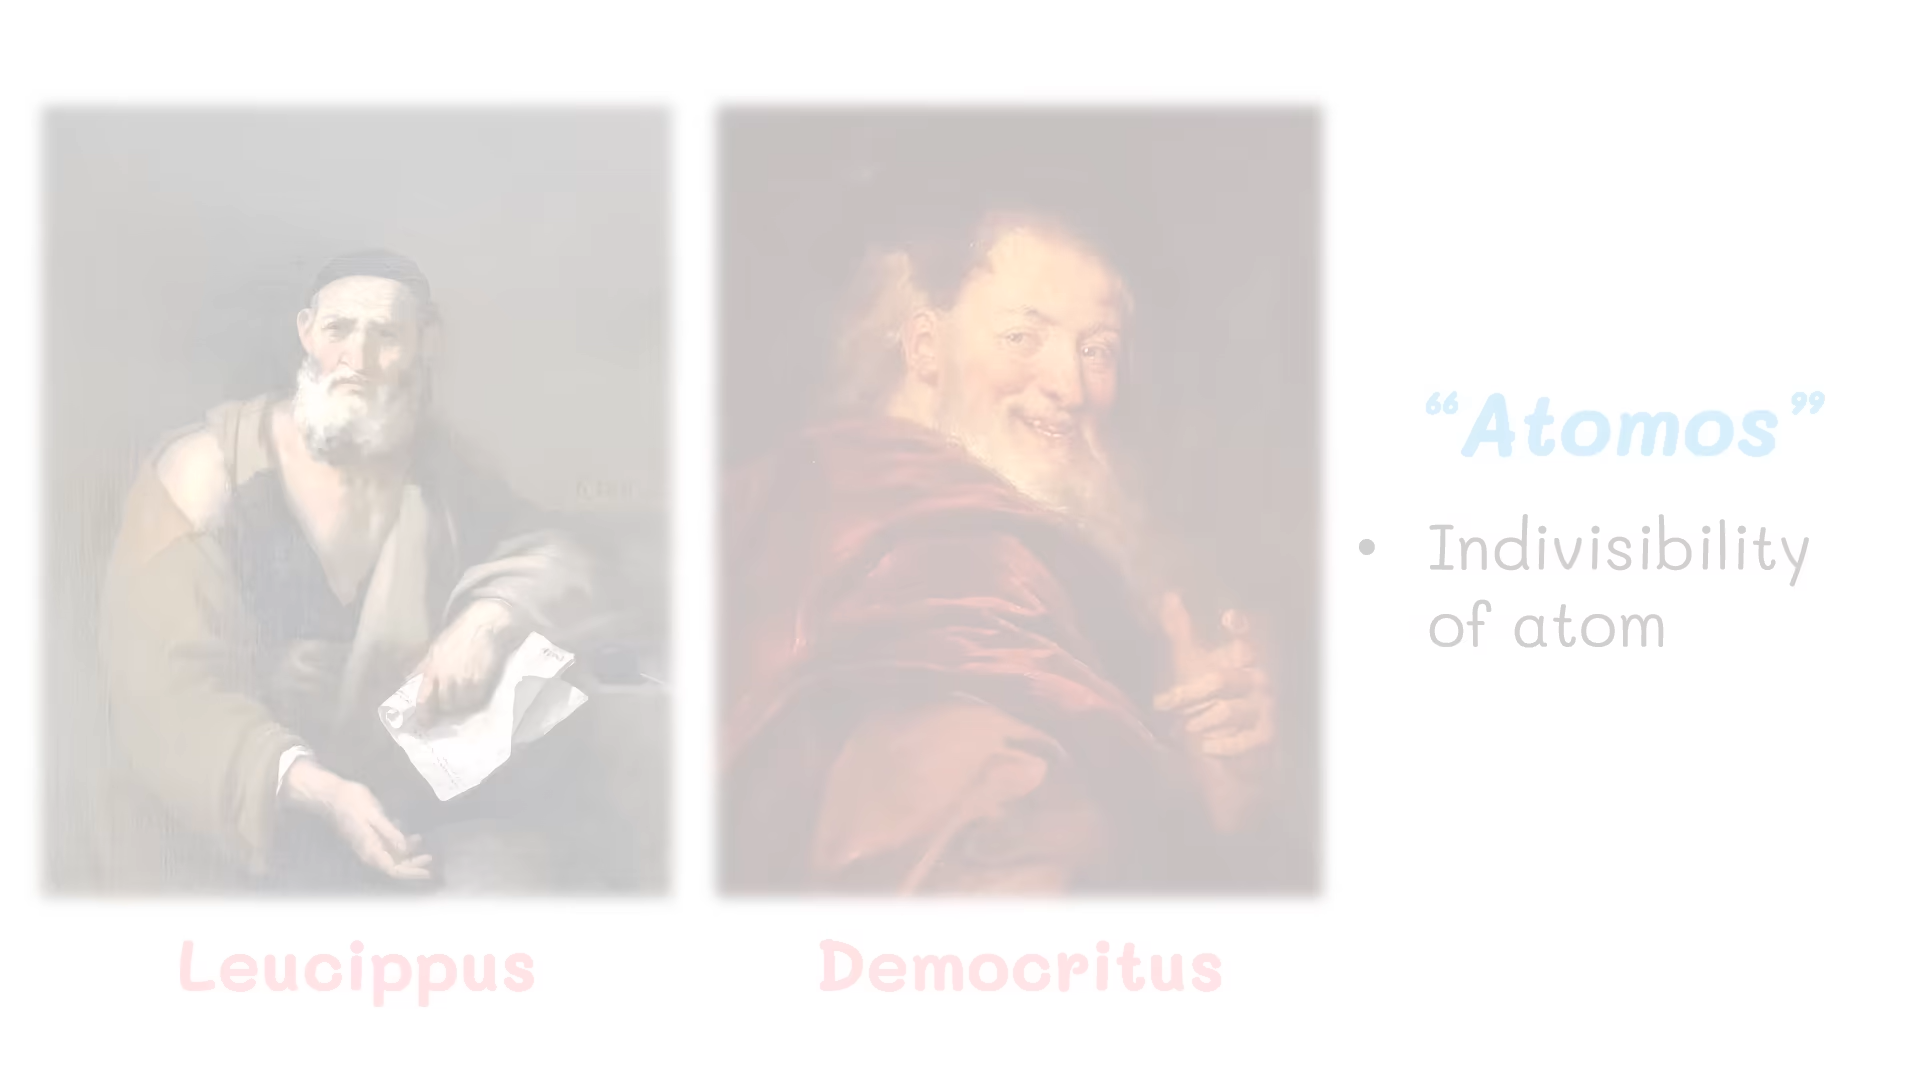 “Atomos”
• Indivisibility
of atom
Leucippus
Democritus